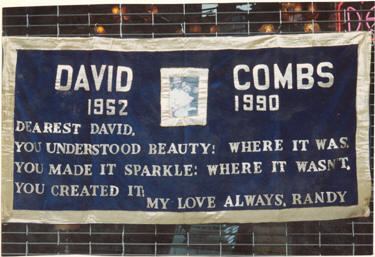 DAVID COMBS
1952 1990
DEAREST DAVID,
YOU UNDERSTOOD BEAUTY: WHERE IT WAS,
YOU MADE IT SPARKLE: WHERE IT WASN'T,
YOU CREATED IT:
MY LOVE ALWAYS, RANDY